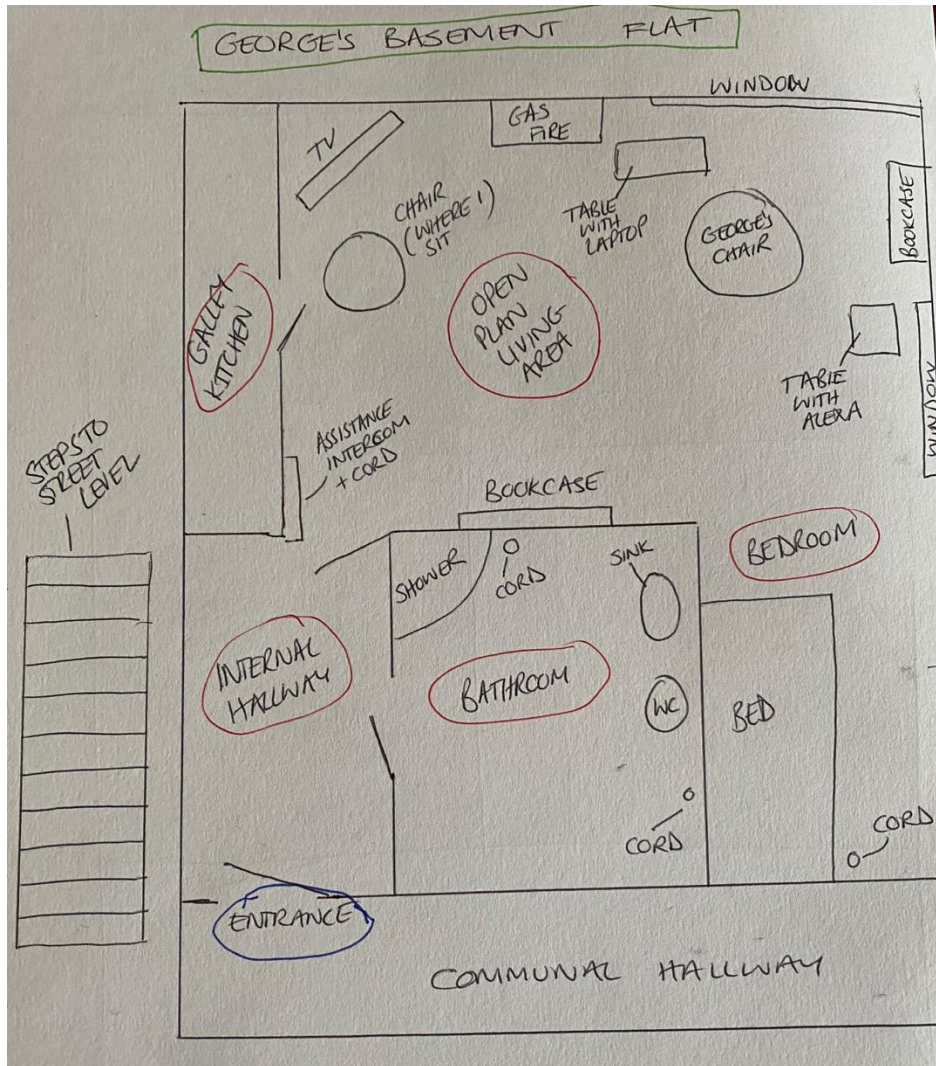 GEORGE'S BASEMENT FLAT
WINDOW
GAS
FIRE
TV
CHAIR
(WHERE I)
SIT
TABLE
WITH
LAPTOP
GEORGE'S
CHAIR
BOOKCASE
GALLEY
KITCHEN
OPEN
PLAN
LIVING
AREA
TABLE
WITH
ALEXA
WINDOW
ASSISTANCE
INTERCOM
+ CORD
STEPS TO
STREET
LEVEL
BOOKCASE
BEDROOM
SHOWER
CORD
SINK
INTERNAL
HALLWAY
BATHROOM
WC
BED
CORD
CORD
ENTRANCE
COMMUNAL HALLWAY